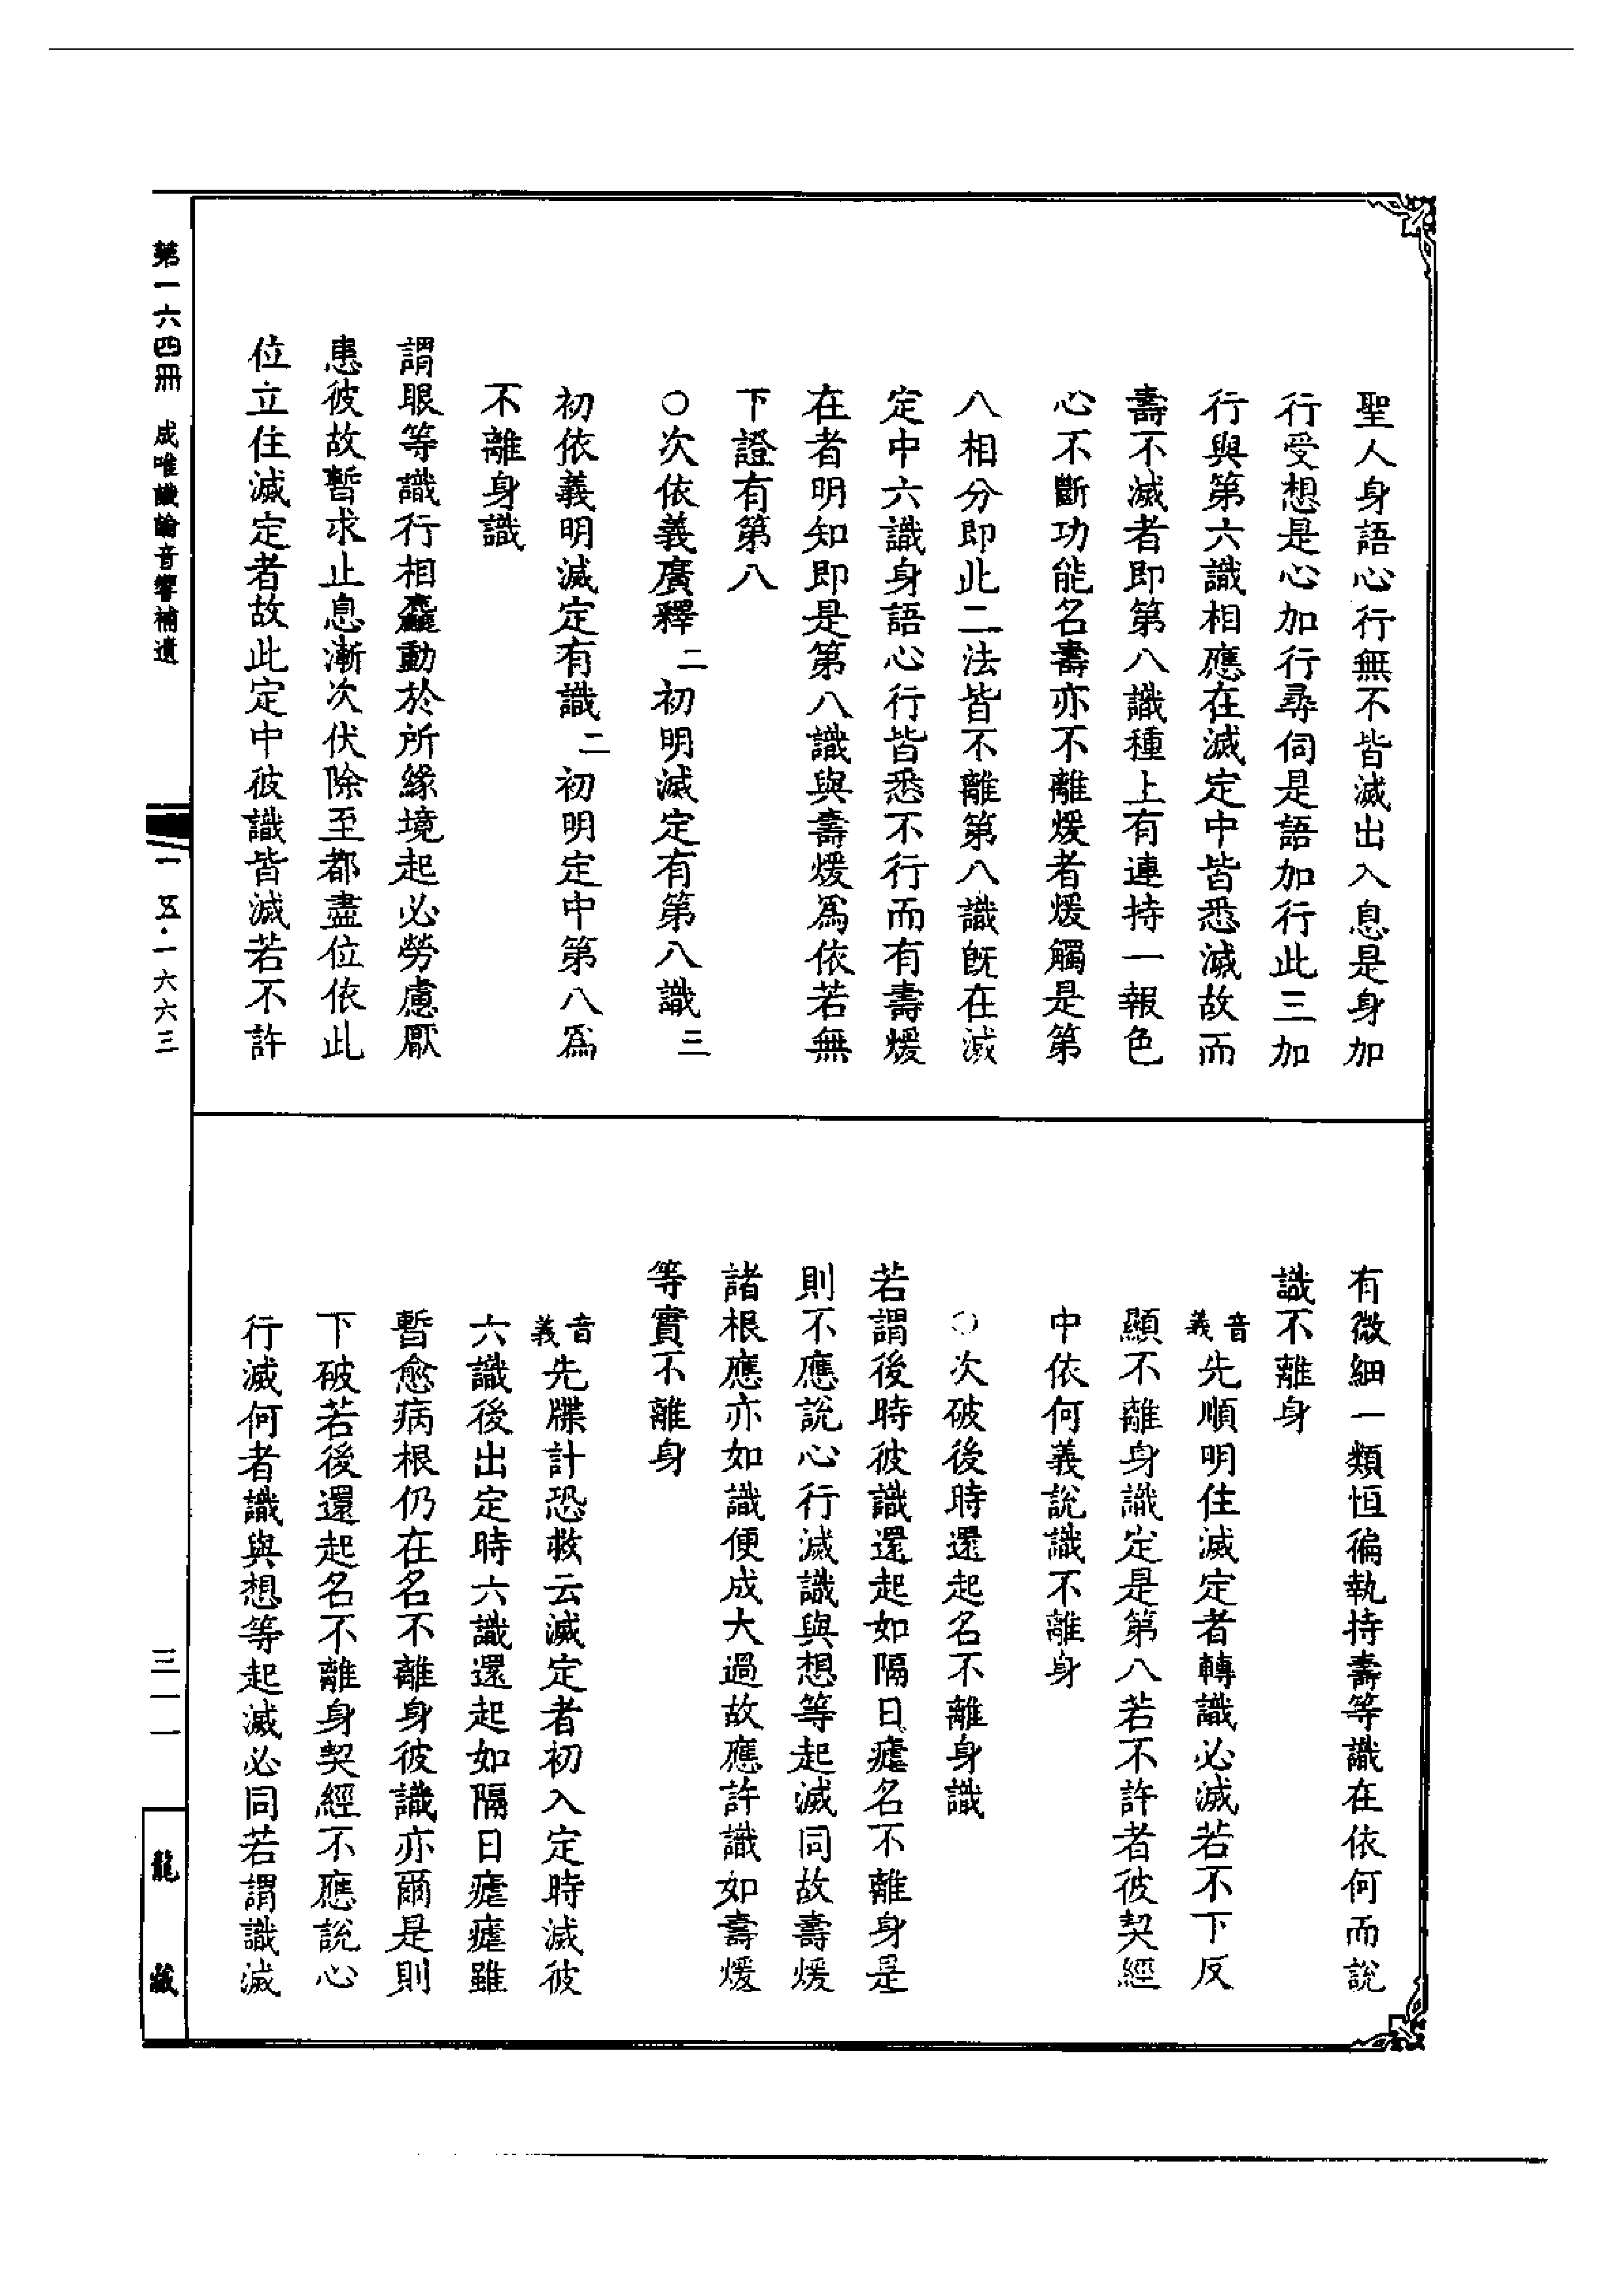 聖人身語心行無不皆滅出入息是身加
行受想是心加行尋伺是語加行此三加
行與第六識相應在滅定中皆悉滅故而
壽不滅者即第八識種上有連持一報色
心不斷功能名壽亦不離煖者煖觸是第
八相分即此二法皆不離第八識既在滅
定中六識身語心行皆悉不行而有壽煖
在者明知即是第八識與壽煖為依若無
下證有第八
○次依義廣釋二初明滅定有第八識三
初依義明滅定有識二初明定中第八為
不離身識
謂眼等識行相麤動於所緣境起必勞慮厭
患彼故暫求止息漸次伏除至都盡位依此
位立住滅定者故此定中彼識皆滅若不許
有微細一類恒徧執持壽等識在依何而說
識不離身
音義先順明住滅定者轉識必滅若不下反
顯不離身識定是第八若不許者彼契經
中依何義說識不離身
○次破後時還起名不離身識
若謂後時彼識還起如隔日瘧名不離身是
則不應說心行滅識與想等起滅同故壽煖
諸根應亦如識便成大過故應許識如壽煖
等實不離身
音義先牒計恐救云滅定者初入定時滅彼
六識後出定時六識還起如隔日瘧瘧雖
暫愈病根仍在名不離身彼識亦爾是則
下破若後還起名不離身契經不應說心
行滅何者識與想等起滅必同若謂識滅
第一六四冊 成唯識論音響補遺
一五·一六六三
三一一
龍藏